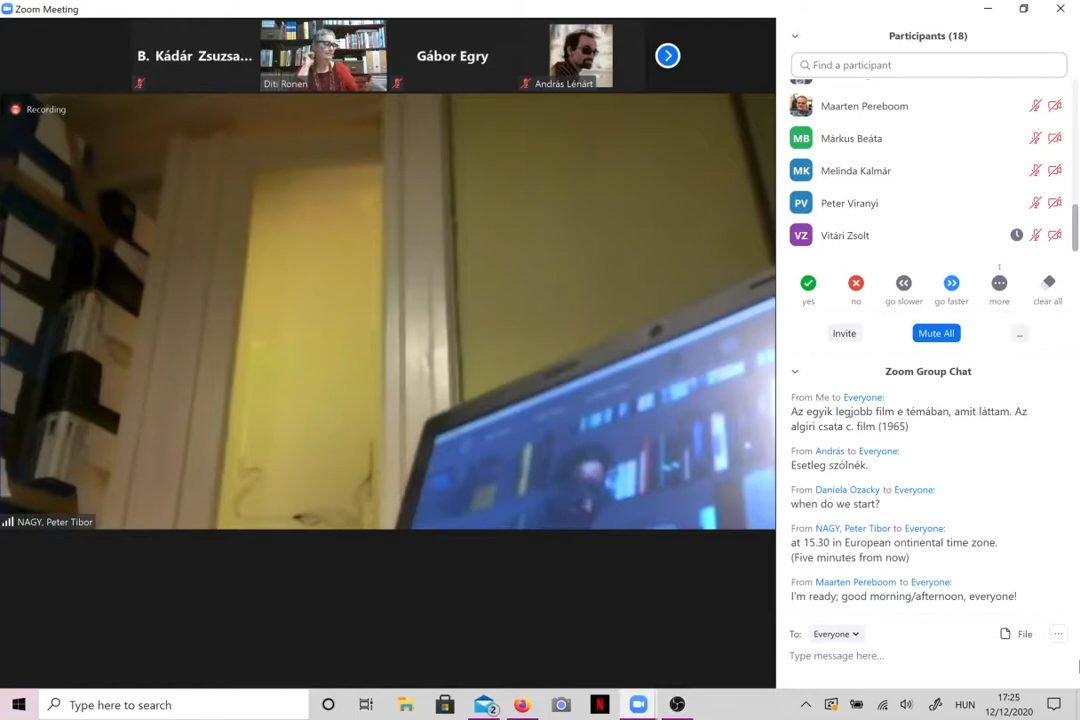 Zoom Meeting
B. Kádár Zsuzsa...
Diti Ronen
Gábor Egry
András Lénárt
Recording
NAGY, Peter Tibor
Participants (18)
Find a participant
Maarten Pereboom
MB Márkus Beáta
MK Melinda Kalmár
PV Peter Viranyi
VZ Vitári Zsolt
1
yes no go slower go faster more clear all
Invite Mute All ...
Zoom Group Chat
From Me to Everyone:
Az egyik legjobb film e témában, amit láttam. Az
algiri csata c. film (1965)
From András to Everyone:
Esetleg szólnék.
From Daniela Ozacky to Everyone:
when do we start?
From NAGY, Peter Tibor to Everyone:
at 15.30 in European ontinental time zone.
(Five minutes from now)
From Maarten Pereboom to Everyone:
I'm ready; good morning/afternoon, everyone!
To: Everyone File ...
Type message here...
Type here to search
2
N
HUN
17:25
12/12/2020